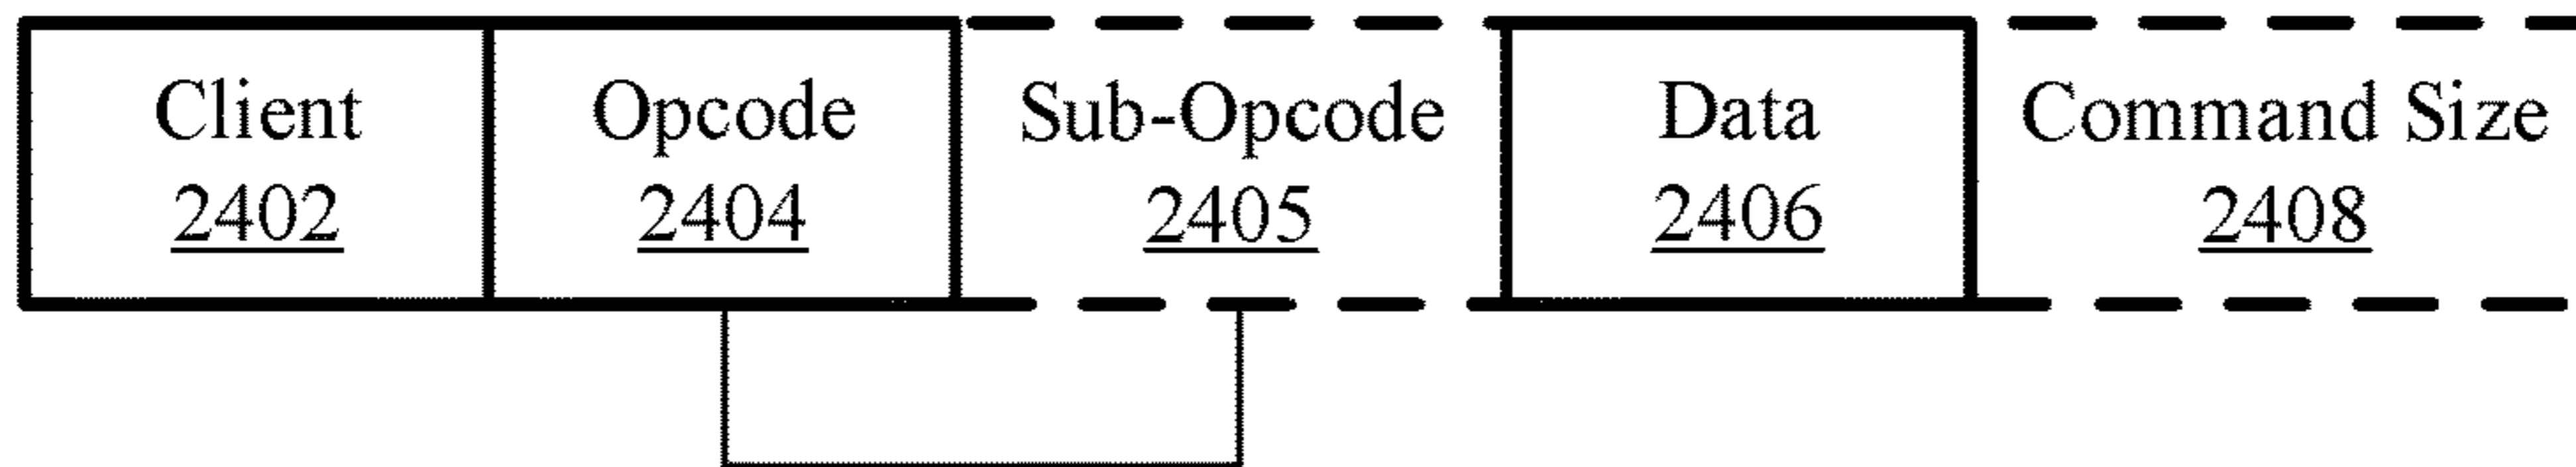 Client Opcode Sub-Opcode Data Command Size
2402 2404 2405 2406 2408